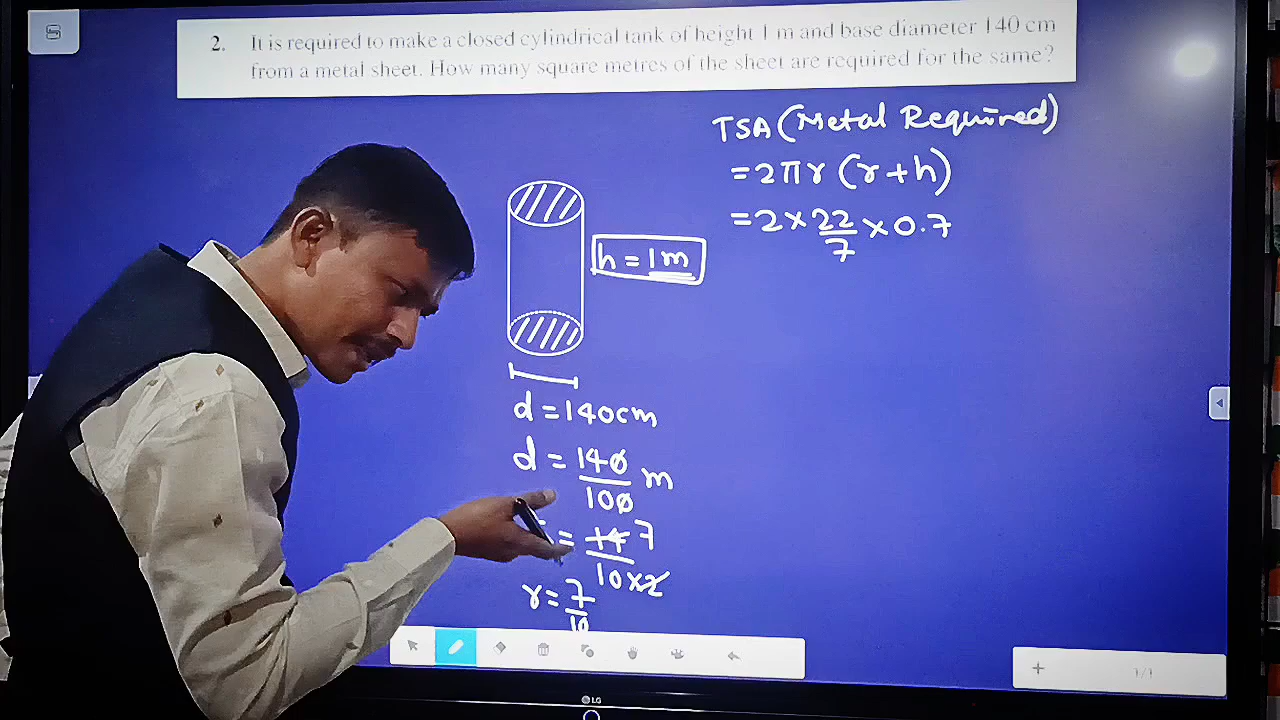 2. It is required to make a closed cylindrical tank of height 1 m and base diameter 140 cm
from a metal sheet. How many square metres of the sheet are required for the same?
TSA (Metal Required)
= 2πr (r+h)
= 2 × 22/7 × 0.7
h = 1m
d = 140cm
d = 140/100 m
= 14/10×2 7
r = 7/10
1/1
LG